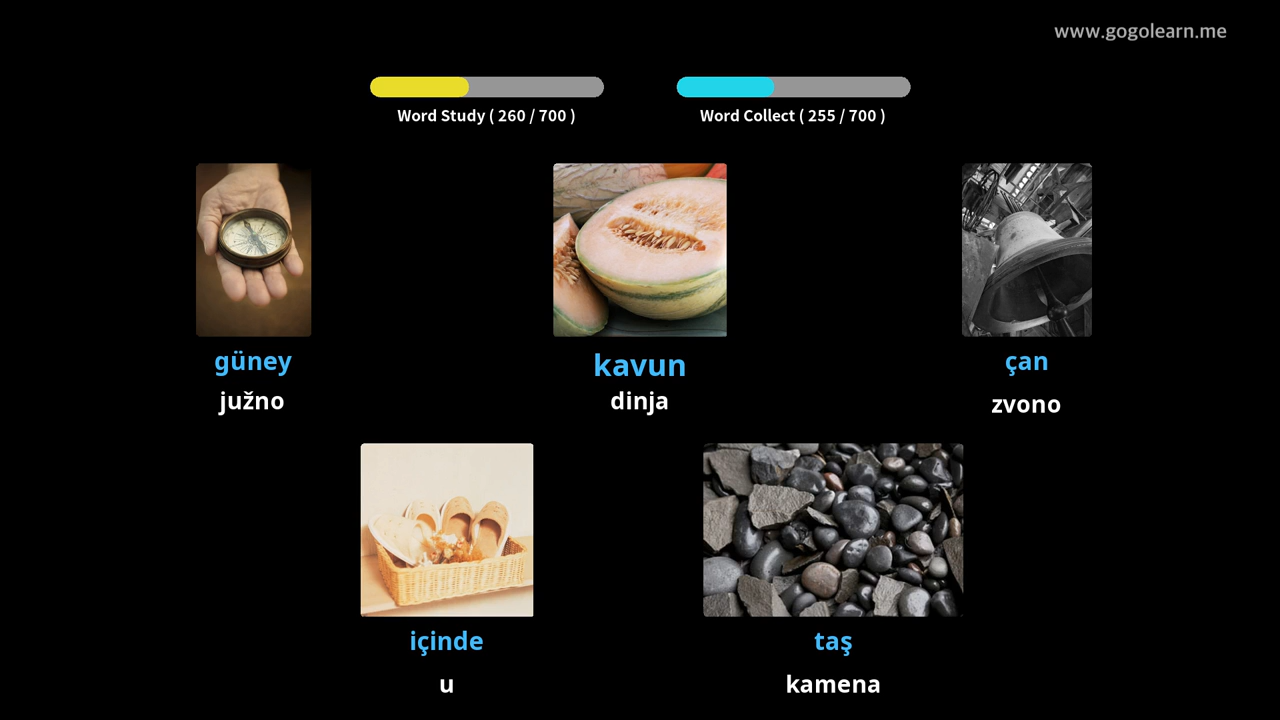 www.gogolearn.me
Word Study ( 260 / 700 )
Word Collect ( 255 / 700 )
güney
južno
kavun
dinja
çan
zvono
içinde
u
taş
kamena